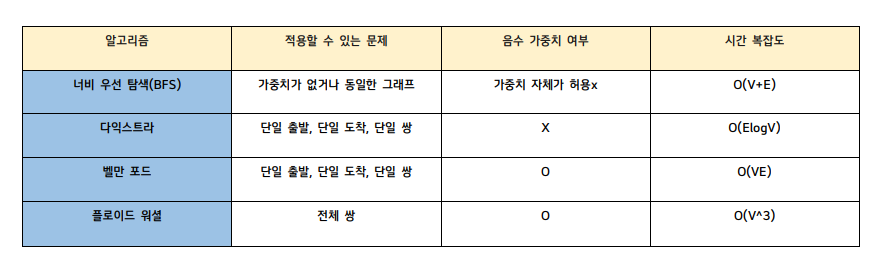 알고리즘 적용할 수 있는 문제 음수 가중치 여부 시간 복잡도
너비 우선 탐색(BFS) 가중치가 없거나 동일한 그래프 가중치 자체가 허용x O(V+E)
다익스트라 단일 출발, 단일 도착, 단일 쌍 X O(ElogV)
벨만 포드 단일 출발, 단일 도착, 단일 쌍 O O(VE)
플로이드 워셜 전체 쌍 O O(V^3)